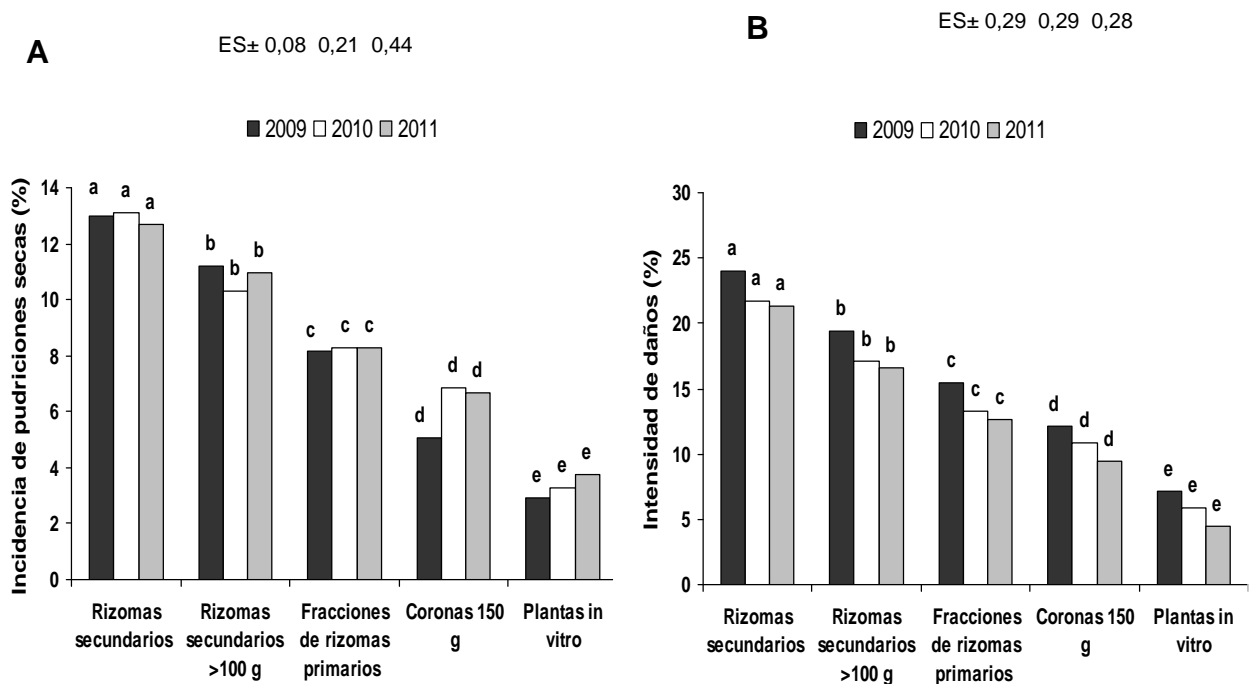 A
ES± 0,08 0,21 0,44
2009 2010 2011
Incidencia de pudriciones secas (%)
14
12
10
8
6
4
2
0
a a a
b b b
c c c
d d d
e e e
Rizomas secundarios
Rizomas secundarios >100 g
Fracciones de rizomas primarios
Coronas 150 g
Plantas in vitro
B
ES± 0,29 0,29 0,28
2009 2010 2011
Intensidad de daños (%)
30
25
20
15
10
5
0
a a a
b b b
c c c
d d d
e e e
Rizomas secundarios
Rizomas secundarios >100 g
Fracciones de rizomas primarios
Coronas 150 g
Plantas in vitro